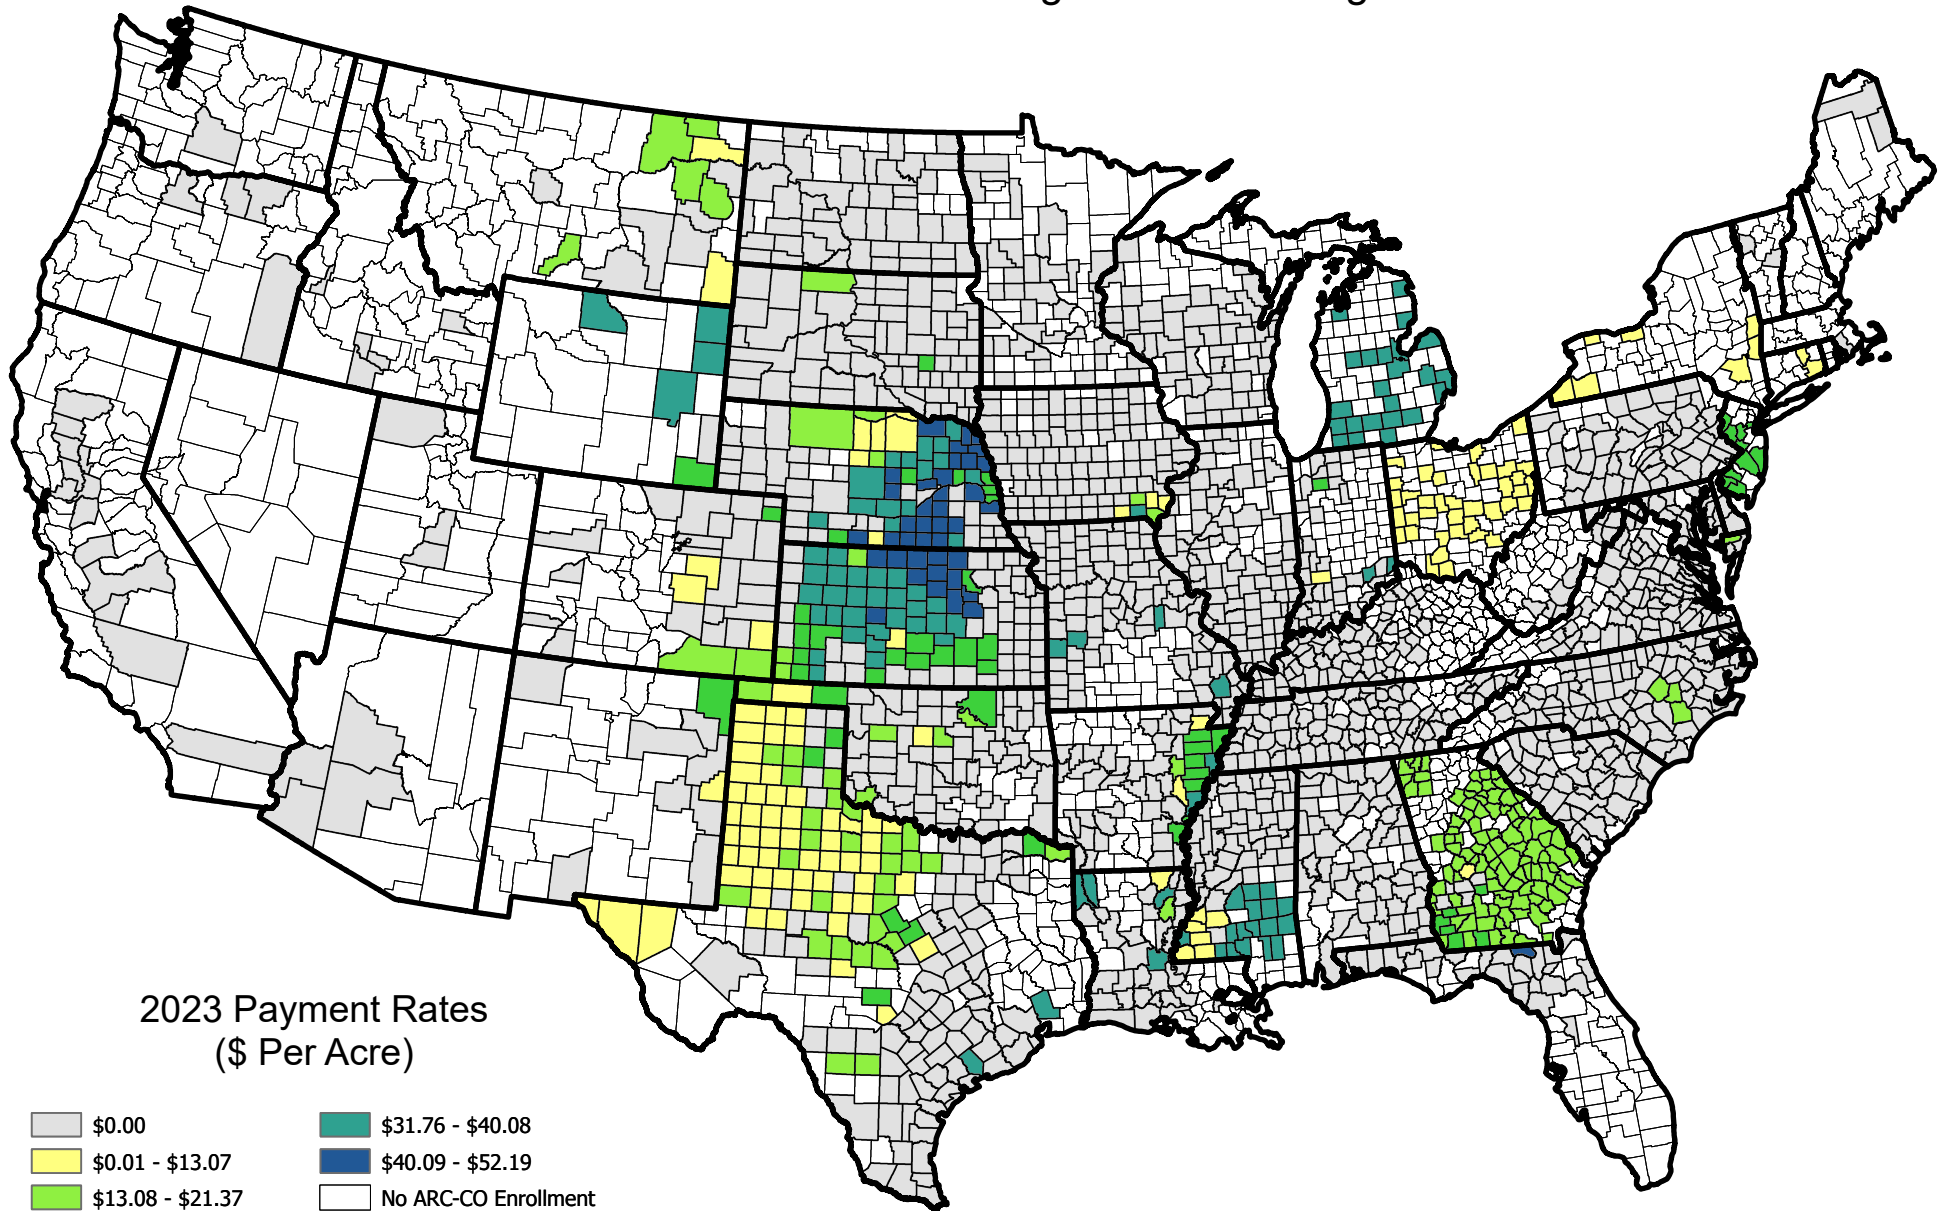 2023 Payment Rates
($ Per Acre)
$0.00
$0.01 - $13.07
$13.08 - $21.37
$31.76 - $40.08
$40.09 - $52.19
No ARC-CO Enrollment